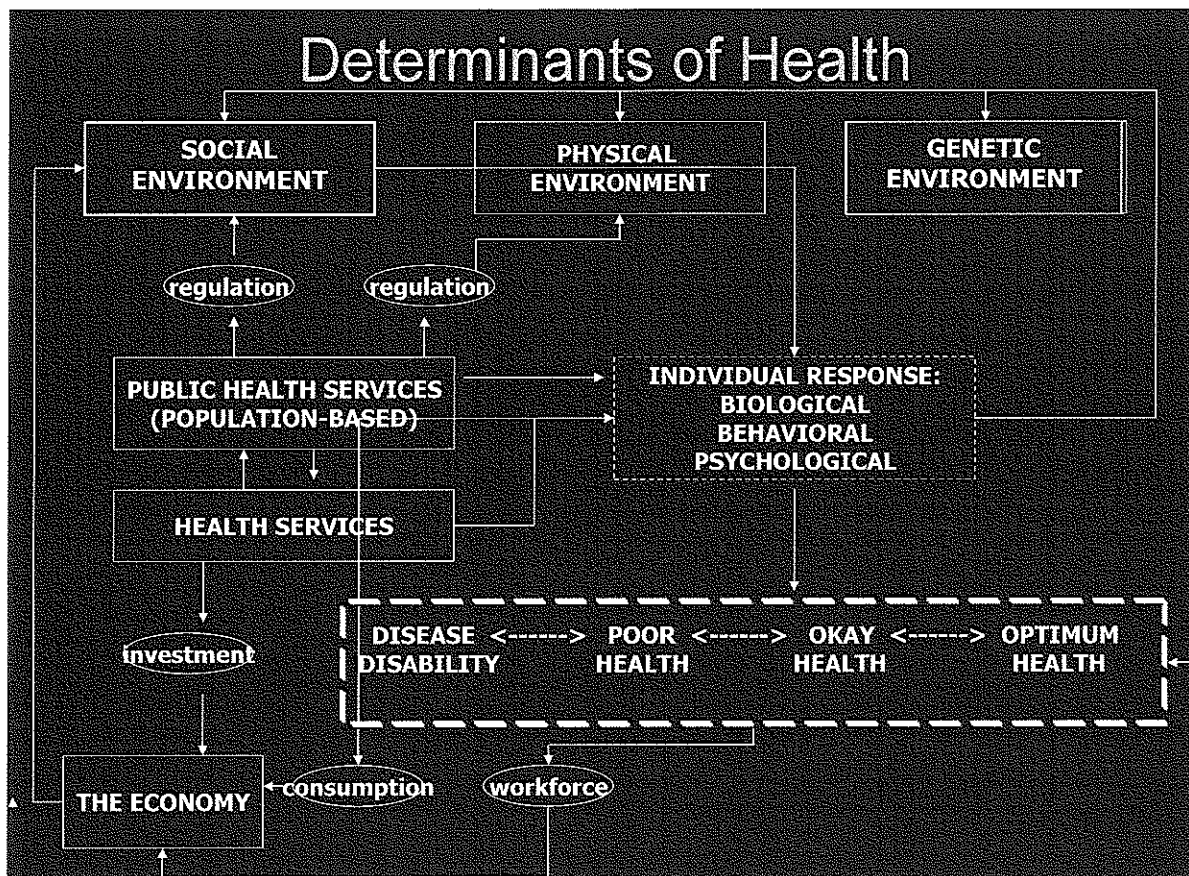 Determinants of Health
SOCIAL
ENVIRONMENT
PHYSICAL
ENVIRONMENT
GENETIC
ENVIRONMENT
regulation
regulation
PUBLIC HEALTH SERVICES
(POPULATION-BASED)
INDIVIDUAL RESPONSE:
BIOLOGICAL
BEHAVIORAL
PSYCHOLOGICAL
HEALTH SERVICES
investment
DISEASE <------> POOR <------> OKAY <------> OPTIMUM
DISABILITY HEALTH HEALTH HEALTH
THE ECONOMY
consumption
workforce